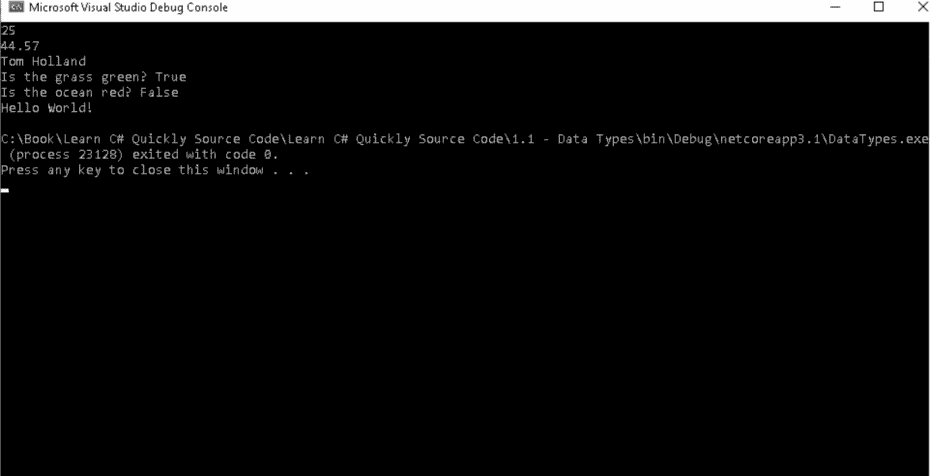 Microsoft Visual Studio Debug Console
25
44.57
Tom Holland
Is the grass green? True
Is the ocean red? False
Hello World!
C:\Book\Learn C# Quickly Source Code\Learn C# Quickly Source Code\1.1 - Data Types\bin\Debug\netcoreapp3.1\DataTypes.exe
(process 23128) exited with code 0.
Press any key to close this window . . .